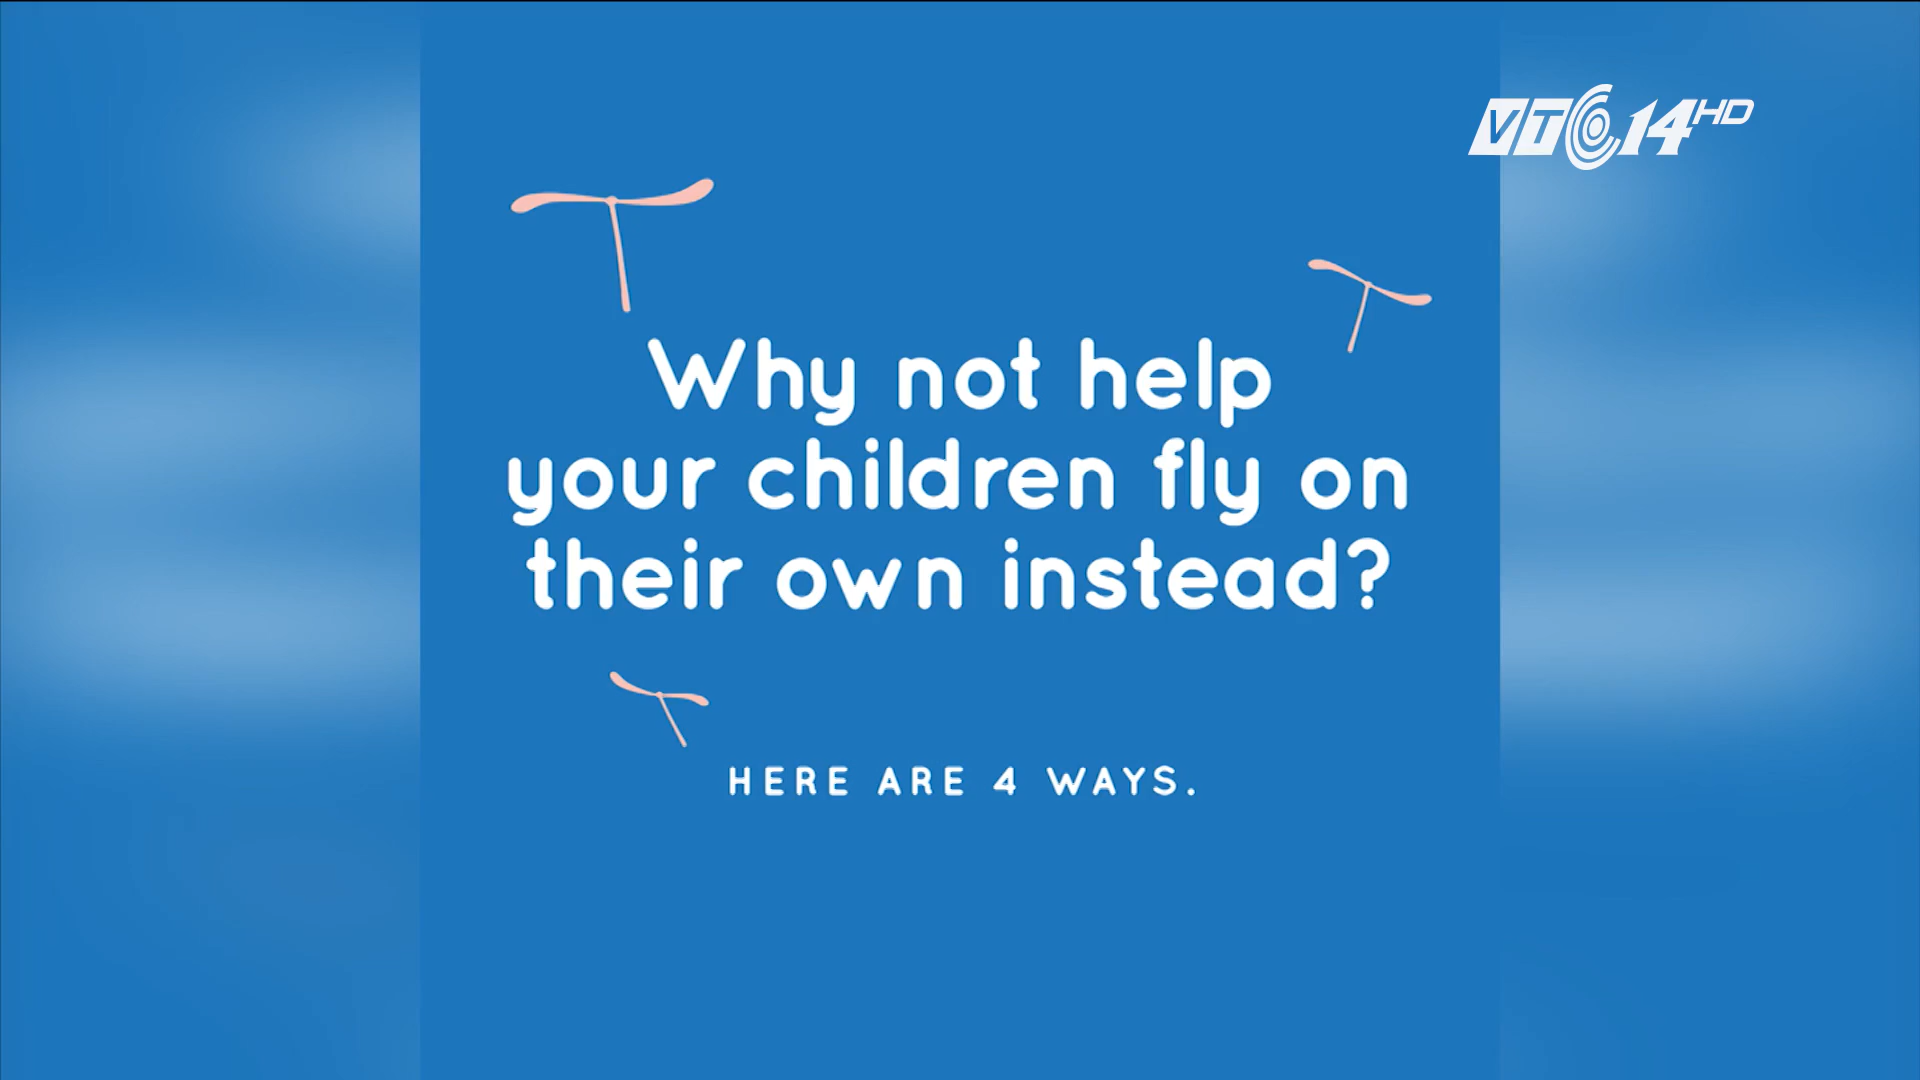 VTC14HD
Why not help
your children fly on
their own instead?
HERE ARE 4 WAYS.